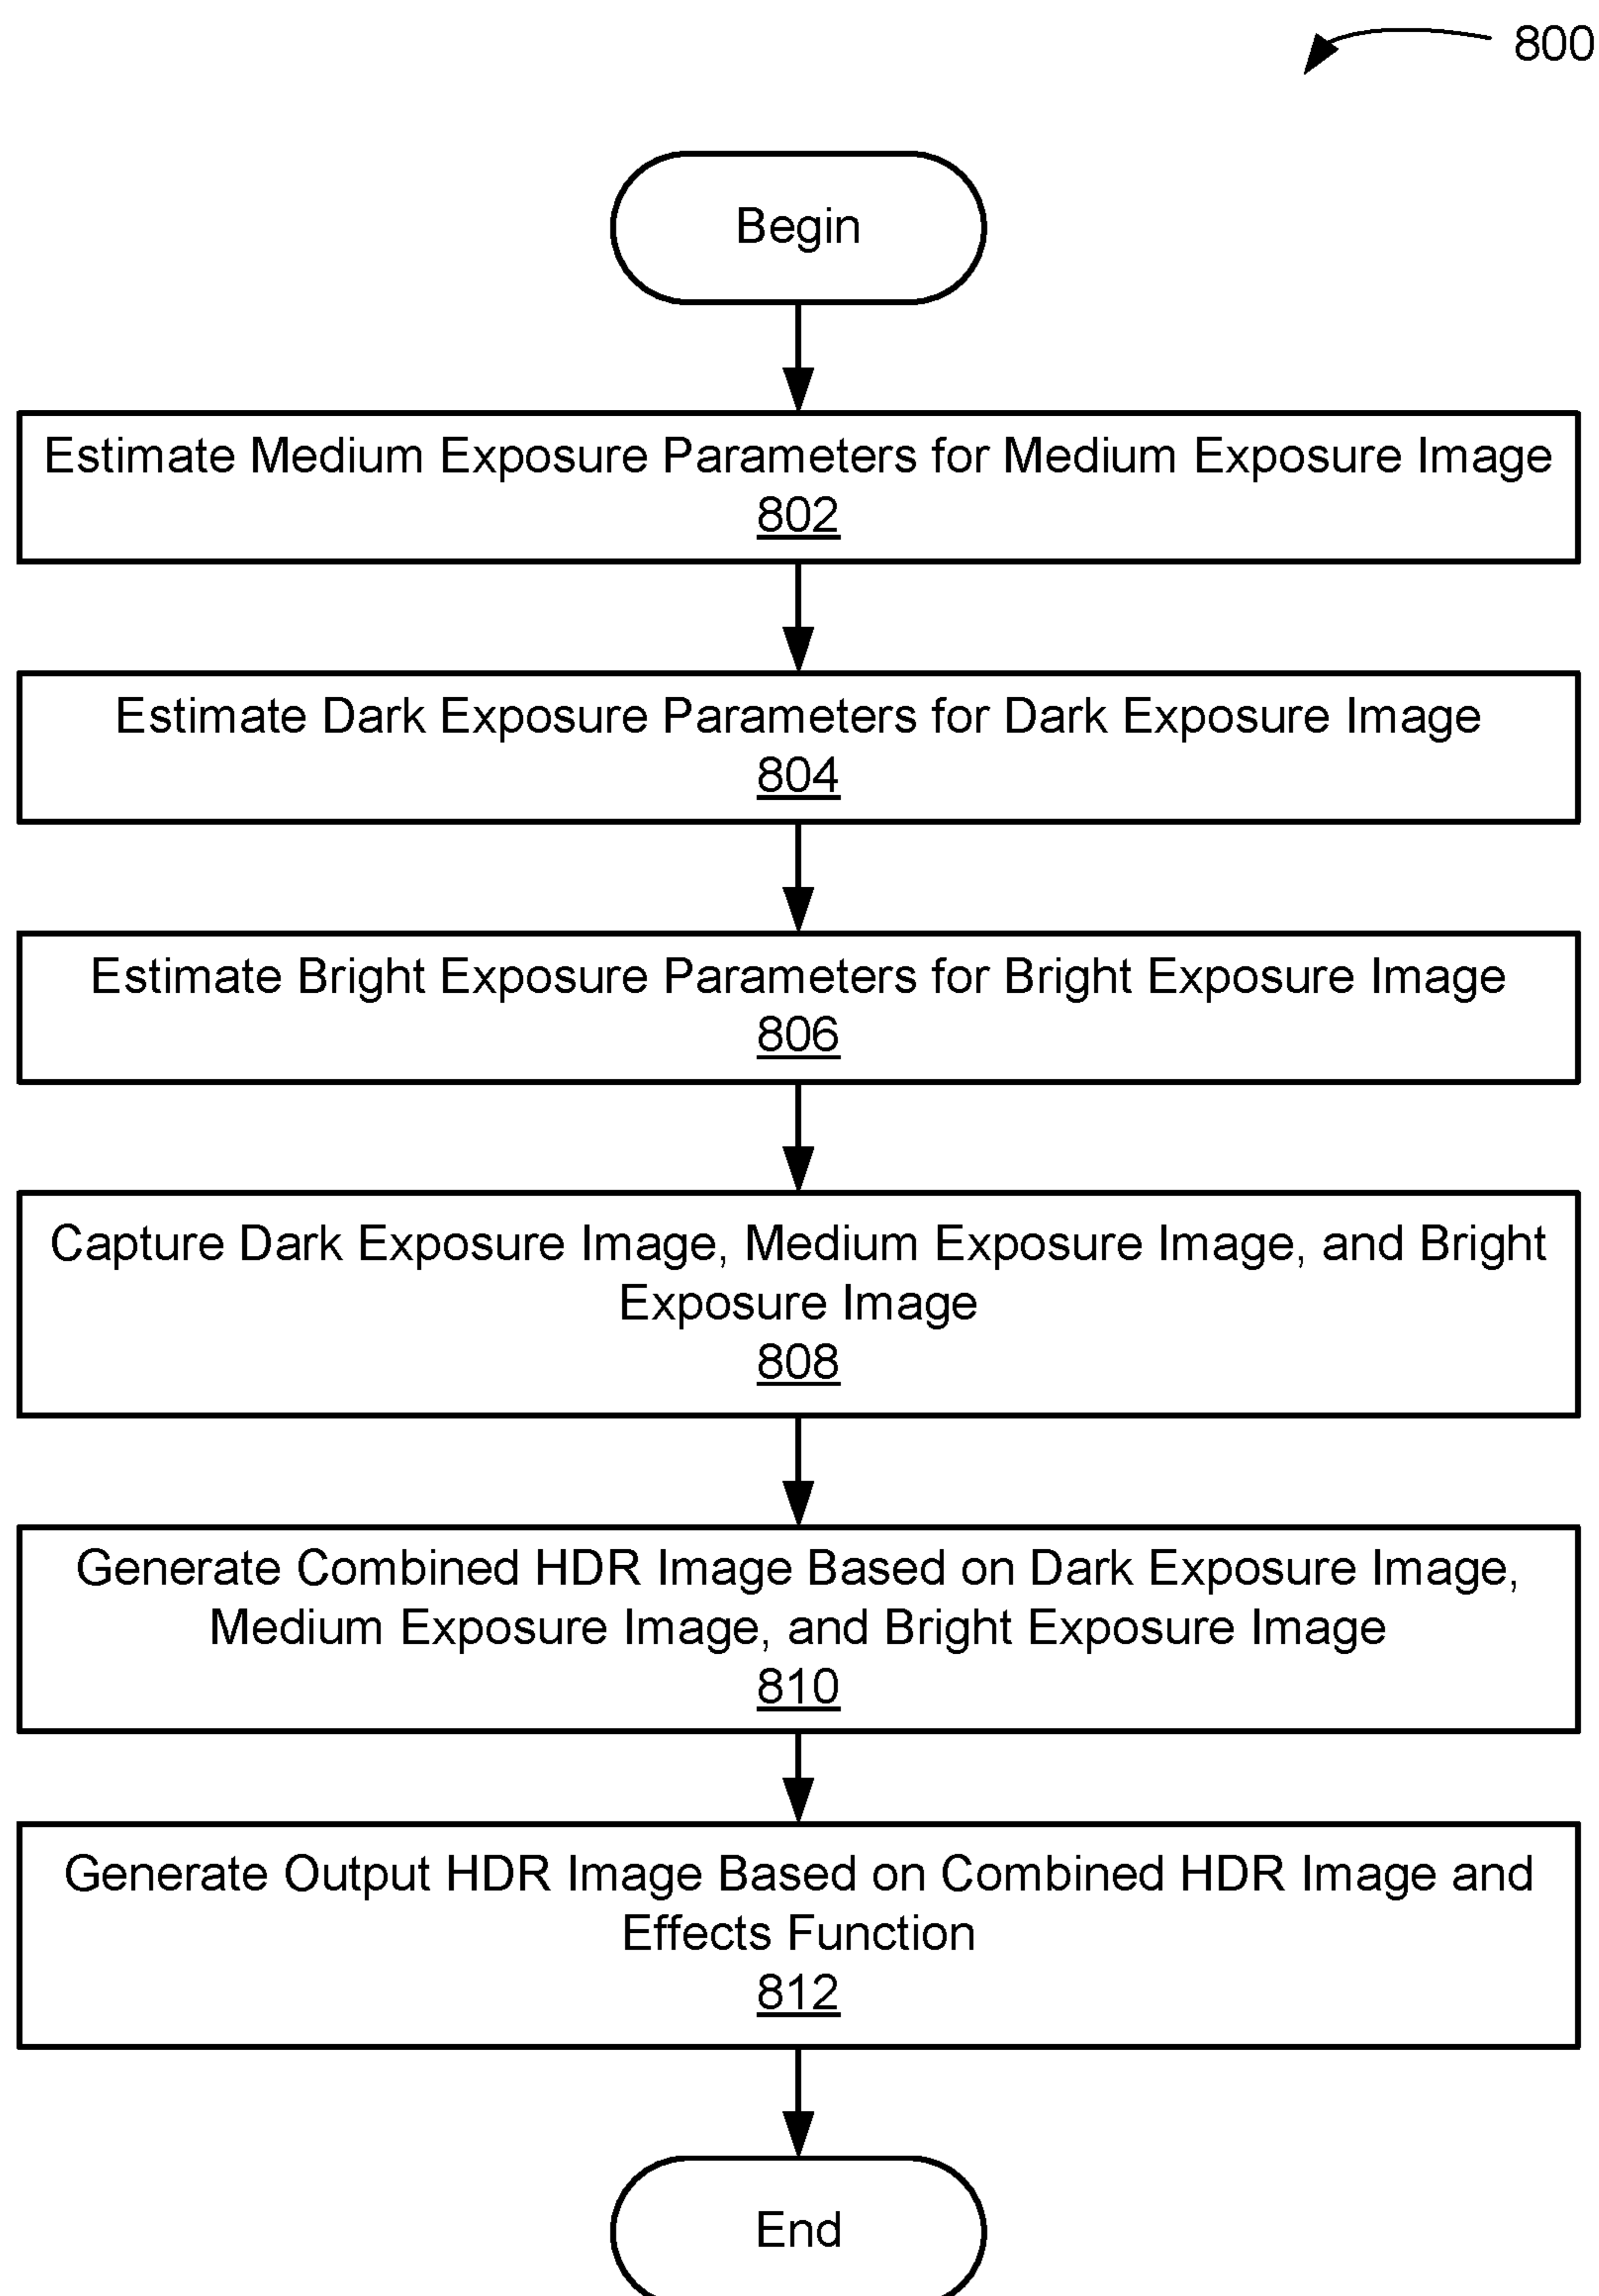 800
Begin
Estimate Medium Exposure Parameters for Medium Exposure Image
802
Estimate Dark Exposure Parameters for Dark Exposure Image
804
Estimate Bright Exposure Parameters for Bright Exposure Image
806
Capture Dark Exposure Image, Medium Exposure Image, and Bright
Exposure Image
808
Generate Combined HDR Image Based on Dark Exposure Image,
Medium Exposure Image, and Bright Exposure Image
810
Generate Output HDR Image Based on Combined HDR Image and
Effects Function
812
End